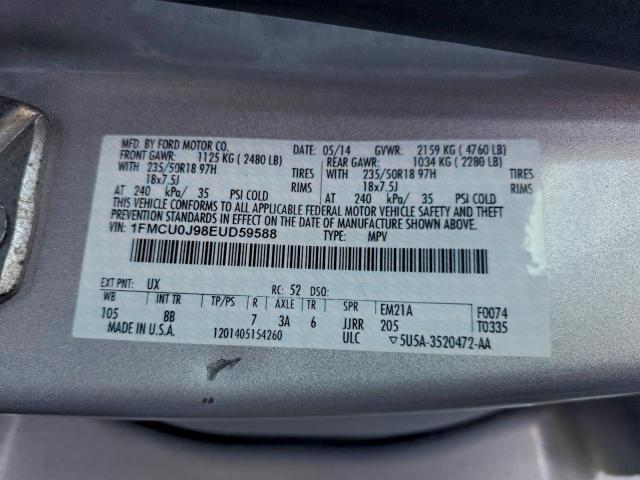 MFD. BY FORD MOTOR CO. DATE: 05/14 GVWR: 2159 KG ( 4760 LB)
FRONT GAWR: 1125 KG ( 2480 LB) REAR GAWR: 1034 KG ( 2280 LB)
WITH 235/50R18 97H TIRES WITH 235/50R18 97H TIRES
18x7.5J RIMS 18x7.5J RIMS
AT 240 kPa/ 35 PSI COLD AT 240 kPa/ 35 PSI COLD
THIS VEHICLE CONFORMS TO ALL APPLICABLE FEDERAL MOTOR VEHICLE SAFETY AND THEFT
PREVENTION STANDARDS IN EFFECT ON THE DATE OF MANUFACTURE SHOWN ABOVE.
VIN: 1FMCU0J98EUD59588
TYPE: MPV
EXT PNT: UX RC: 52 DSO:
WB INT TR TP/PS R AXLE TR SPR EM21A F0074
105 8B 7 3A 6 JJRR 205 T0335
MADE IN U.S.A. 1201405154260 ULC ▽5U5A-3520472-AA